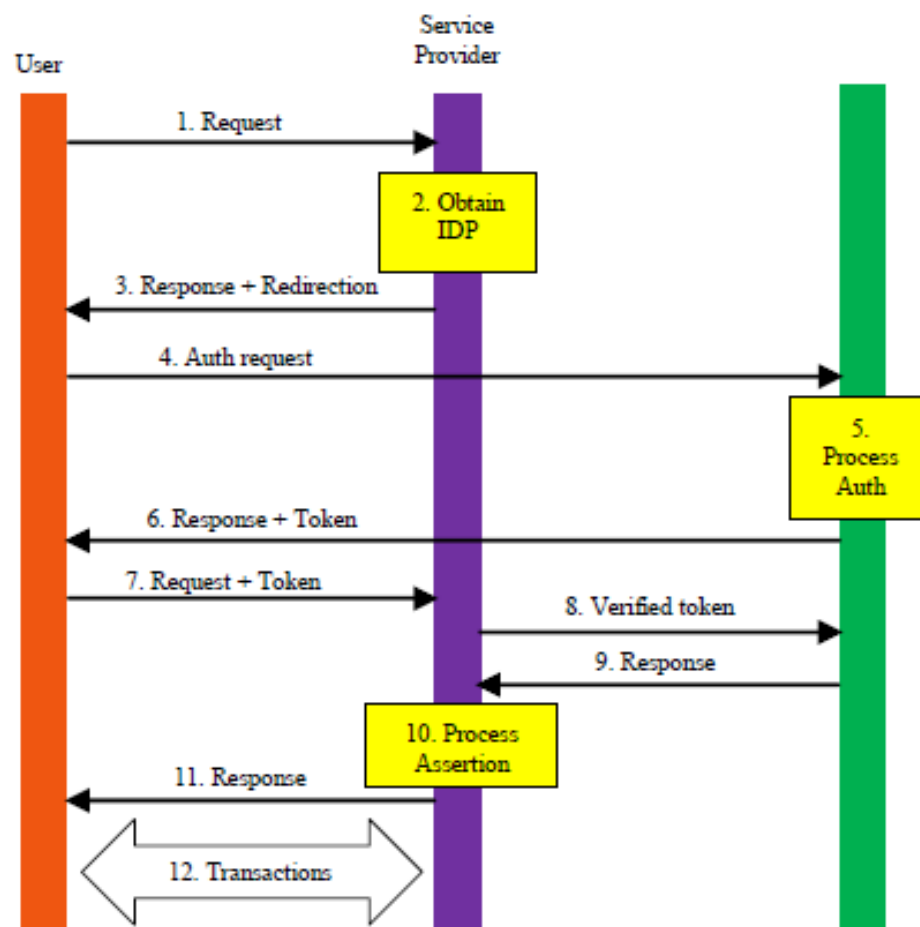 Service
Provider
User
1. Request
2. Obtain
IDP
3. Response + Redirection
4. Auth request
5.
Process
Auth
6. Response + Token
7. Request + Token
8. Verified token
9. Response
10. Process
Assertion
11. Response
12. Transactions